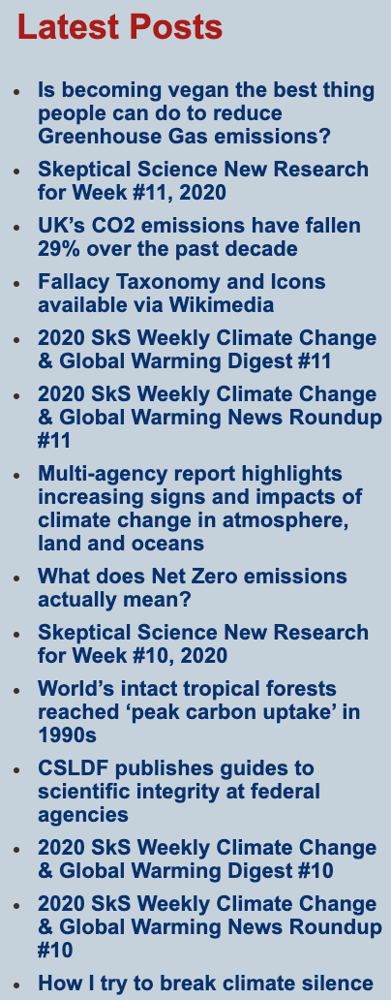 Latest Posts
Is becoming vegan the best thing
people can do to reduce
Greenhouse Gas emissions?
Skeptical Science New Research
for Week #11, 2020
UK’s CO2 emissions have fallen
29% over the past decade
Fallacy Taxonomy and Icons
available via Wikimedia
2020 SkS Weekly Climate Change
& Global Warming Digest #11
2020 SkS Weekly Climate Change
& Global Warming News Roundup
#11
Multi-agency report highlights
increasing signs and impacts of
climate change in atmosphere,
land and oceans
What does Net Zero emissions
actually mean?
Skeptical Science New Research
for Week #10, 2020
World’s intact tropical forests
reached ‘peak carbon uptake’ in
1990s
CSLDF publishes guides to
scientific integrity at federal
agencies
2020 SkS Weekly Climate Change
& Global Warming Digest #10
2020 SkS Weekly Climate Change
& Global Warming News Roundup
#10
How I try to break climate silence